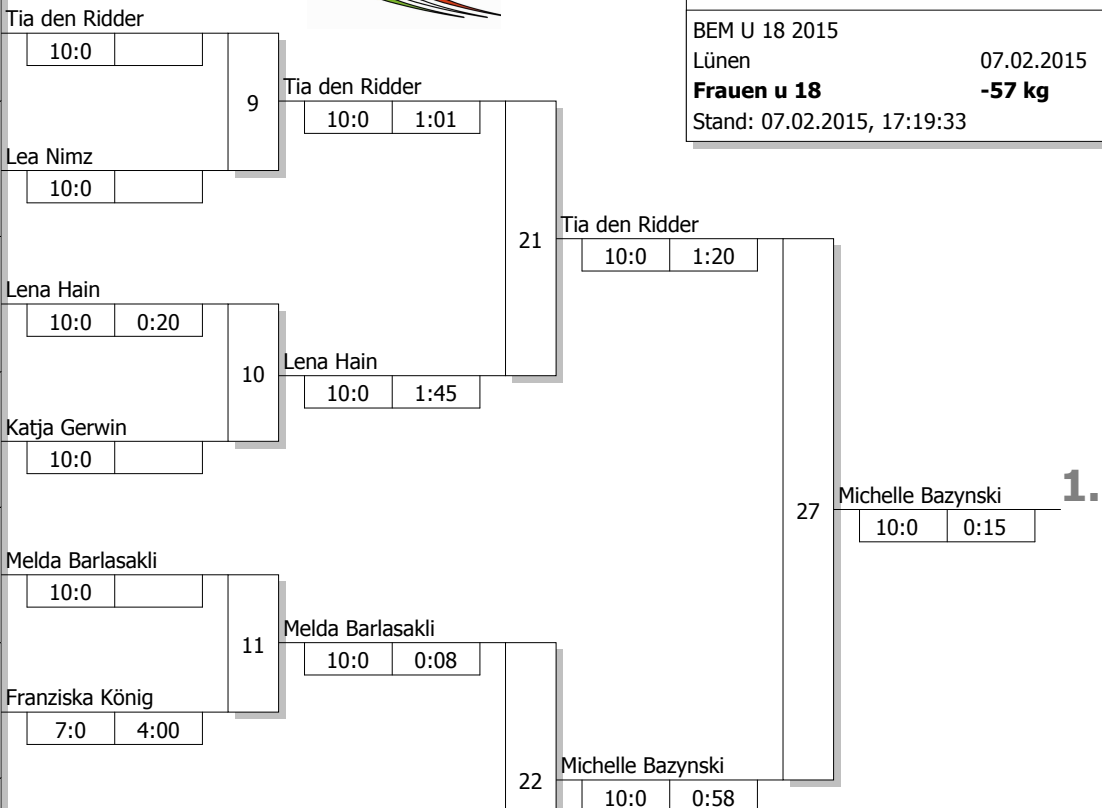 Tia den Ridder
10:0
BEM U 18 2015
Lünen 07.02.2015
Frauen u 18 -57 kg
Stand: 07.02.2015, 17:19:33
9
Tia den Ridder
10:0 1:01
Lea Nimz
10:0
21
Tia den Ridder
10:0 1:20
Lena Hain
10:0 0:20
10
Lena Hain
10:0 1:45
Katja Gerwin
10:0
27
Michelle Bazynski 1.
10:0 0:15
Melda Barlasakli
10:0
11
Melda Barlasakli
10:0 0:08
Franziska König
7:0 4:00
22
Michelle Bazynski
10:0 0:58